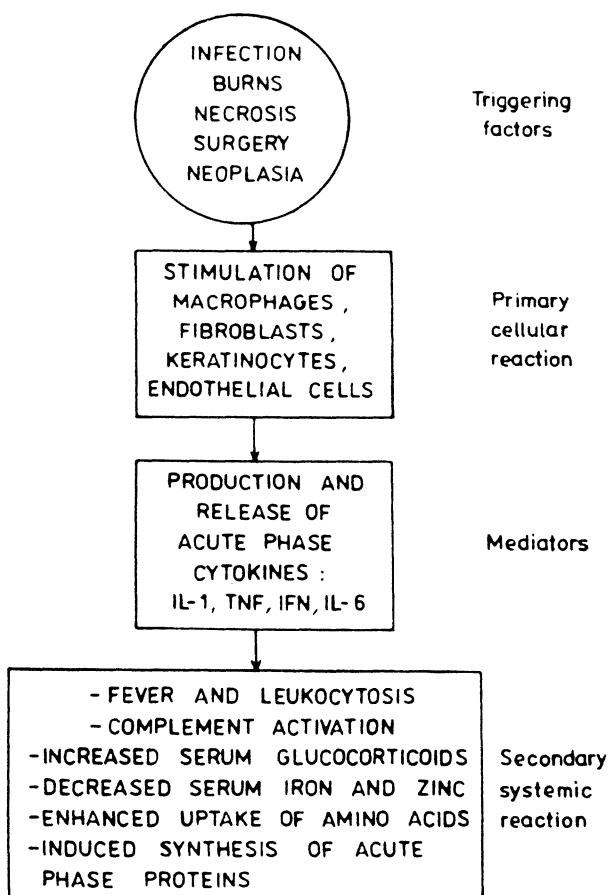 INFECTION
BURNS
NECROSIS
SURGERY
NEOPLASIA
Triggering
factors
STIMULATION OF
MACROPHAGES,
FIBROBLASTS,
KERATINOCYTES,
ENDOTHELIAL CELLS
Primary
cellular
reaction
PRODUCTION AND
RELEASE OF
ACUTE PHASE
CYTOKINES :
IL-1, TNF, IFN, IL-6
Mediators
- FEVER AND LEUKOCYTOSIS
- COMPLEMENT ACTIVATION
-INCREASED SERUM GLUCOCORTICOIDS
-DECREASED SERUM IRON AND ZINC
-ENHANCED UPTAKE OF AMINO ACIDS
-INDUCED SYNTHESIS OF ACUTE
PHASE PROTEINS
Secondary
systemic
reaction